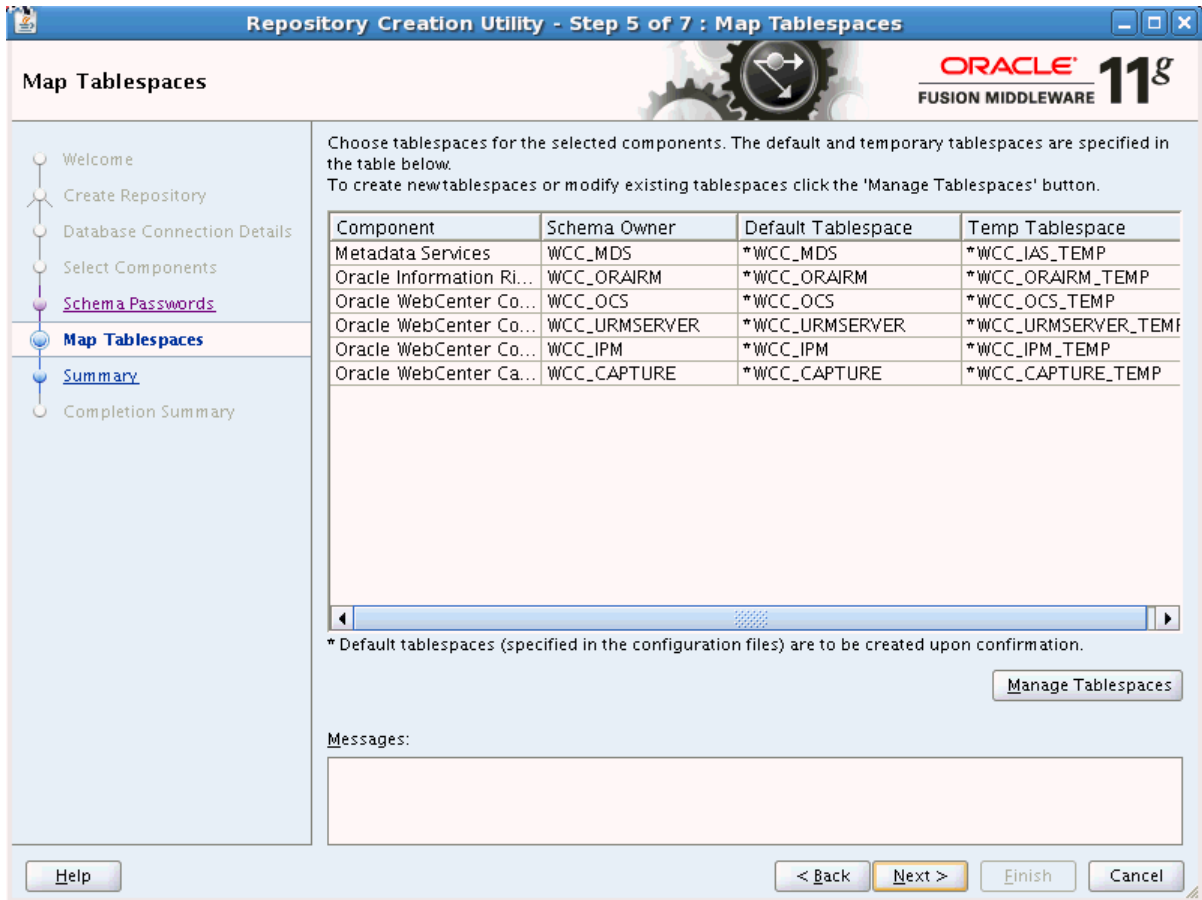 Repository Creation Utility - Step 5 of 7 : Map Tablespaces
Map Tablespaces
ORACLE
FUSION MIDDLEWARE 11g
Welcome
Create Repository
Database Connection Details
Select Components
Schema Passwords
Map Tablespaces
Summary
Completion Summary
Choose tablespaces for the selected components. The default and temporary tablespaces are specified in
the table below.
To create new tablespaces or modify existing tablespaces click the 'Manage Tablespaces' button.
Component Schema Owner Default Tablespace Temp Tablespace
Metadata Services WCC_MDS *WCC_MDS *WCC_IAS_TEMP
Oracle Information Ri... WCC_ORAIRM *WCC_ORAIRM *WCC_ORAIRM_TEMP
Oracle WebCenter Co... WCC_OCS *WCC_OCS *WCC_OCS_TEMP
Oracle WebCenter Co... WCC_URMSERVER *WCC_URMSERVER *WCC_URMSERVER_TEMP
Oracle WebCenter Co... WCC_IPM *WCC_IPM *WCC_IPM_TEMP
Oracle WebCenter Ca... WCC_CAPTURE *WCC_CAPTURE *WCC_CAPTURE_TEMP
* Default tablespaces (specified in the configuration files) are to be created upon confirmation.
Manage Tablespaces
Messages:
Help
< Back
Next >
Finish
Cancel